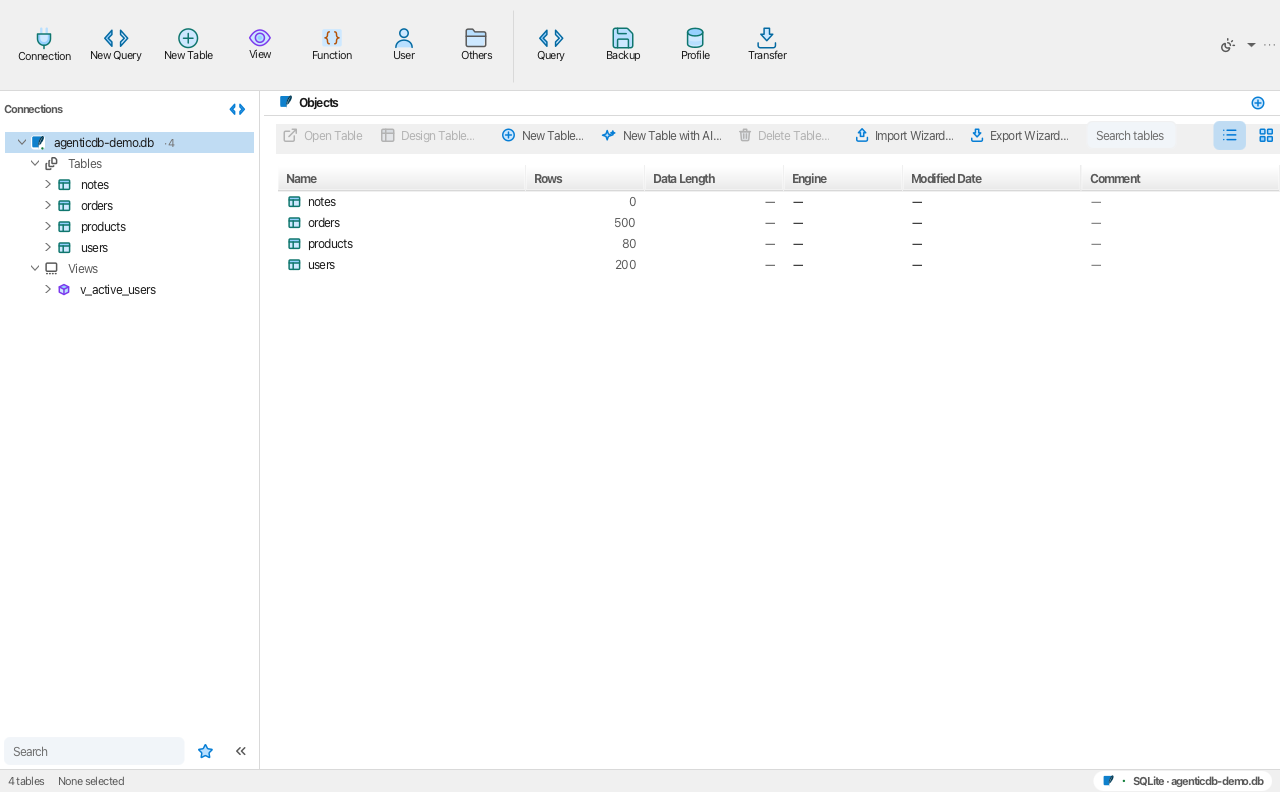 Connection New Query New Table View Function User Others Query Backup Profile Transfer
Connections
Objects
agenticdb-demo.db · 4
Tables
notes
orders
products
users
Views
v_active_users
Open Table Design Table... New Table... New Table with AI... Delete Table... Import Wizard... Export Wizard... Search tables
Name Rows Data Length Engine Modified Date Comment
notes 0 — — — —
orders 500 — — — —
products 80 — — — —
users 200 — — — —
Search
4 tables None selected
SQLite · agenticdb-demo.db